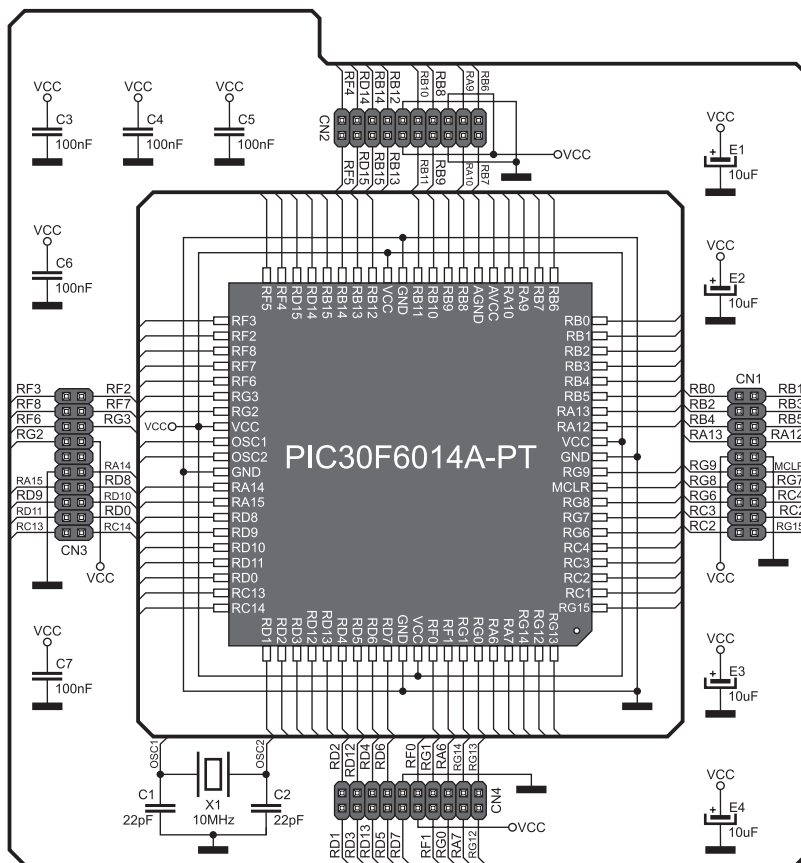 RF4
RD14
RB14
RB12
RB10
RB8
RA9
RB6
CN2
VCC
RF5
RD15
RB15
RB13
RB11
RB9
RA10
RB7
VCC
C3
100nF
VCC
C4
100nF
VCC
C5
100nF
VCC
C6
100nF
VCC
E1
10uF
VCC
E2
10uF
RF5
RF4
RD15
RD14
RB15
RB14
RB13
RB12
VCC
GND
RB11
RB10
RB9
RB8
AGND
AVCC
RA10
RA9
RB7
RB6
RF3
RF2
RF8
RF7
RF6
RG3
RG2
VCC
OSC1
OSC2
GND
RA14
RA15
RD8
RD9
RD10
RD11
RD0
RC13
RC14
VCC
PIC30F6014A-PT
RB0
RB1
RB2
RB3
RB4
RB5
RA13
RA12
VCC
GND
RG9
MCLR
RG8
RG7
RG6
RC4
RC3
RC2
RC1
RG15
RD1
RD2
RD3
RD12
RD13
RD4
RD5
RD6
RD7
GND
VCC
RF0
RF1
RG1
RG0
RA6
RA7
RG14
RG12
RG13
RF3 RF2
RF8 RF7
RF6 RG3
RG2
RA14
RA15 RD8
RD9 RD10
RD11 RD0
RC13 RC14
CN3
VCC
CN1
RB0 RB1
RB2 RB3
RB4 RB5
RA13 RA12
RG9 MCLR
RG8 RG7
RG6 RC4
RC3 RC2
RC2 RG15
VCC
VCC
C7
100nF
VCC
E3
10uF
VCC
E4
10uF
OSC1
OSC2
C1
22pF
X1
10MHz
C2
22pF
RD2
RD12
RD4
RD6
RF0
RG1
RA6
RG14
RG13
CN4
VCC
RD1
RD3
RD13
RD5
RD7
RF1
RG0
RA7
RG12